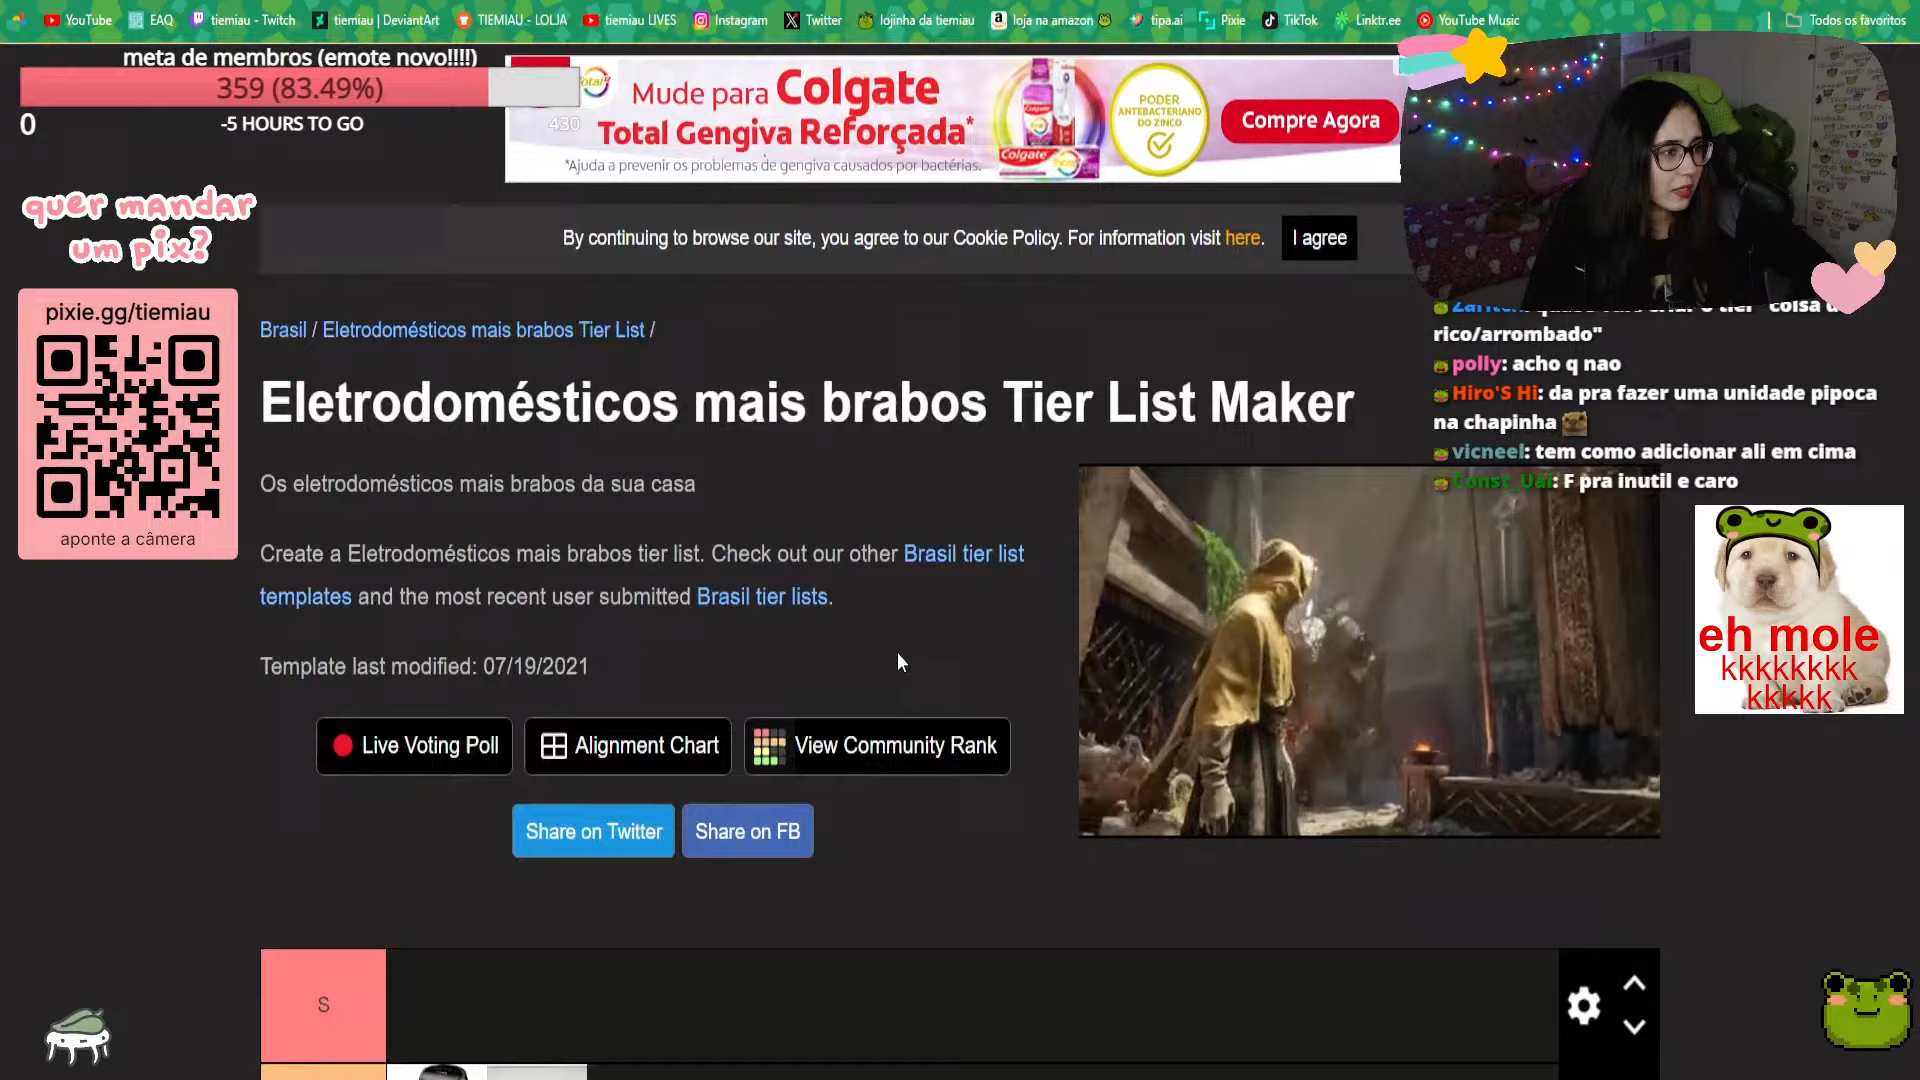 YouTube EAQ tiemiau - Twitch tiemiau | DeviantArt TIEMIAU - LOLJA tiemiau LIVES Instagram Twitter lojinha da tiemiau loja na amazon tipa.ai Pixie TikTok Linktr.ee YouTube Music Todos os favoritos
meta de membros (emote novo!!!!)
359 (83.49%)
0 -5 HOURS TO GO 430
Total
Mude para Colgate
Total Gengiva Reforçada*
*Ajuda a prevenir os problemas de gengiva causados por bactérias.
Colgate
PODER
ANTIBACTERIANO
DO ZINCO
Compre Agora
quer mandar
um pix?
pixie.gg/tiemiau
aponte a câmera
By continuing to browse our site, you agree to our Cookie Policy. For information visit here. I agree
Brasil / Eletrodomésticos mais brabos Tier List /
Eletrodomésticos mais brabos Tier List Maker
Os eletrodomésticos mais brabos da sua casa
Create a Eletrodomésticos mais brabos tier list. Check out our other Brasil tier list
templates and the most recent user submitted Brasil tier lists.
Template last modified: 07/19/2021
Live Voting Poll Alignment Chart View Community Rank
Share on Twitter Share on FB
rico/arrombado"
polly: acho q nao
Hiro'S Hi: da pra fazer uma unidade pipoca
na chapinha
vicneel: tem como adicionar ali em cima
Const_Uai: F pra inutil e caro
eh mole
kkkkkkkk
kkkkk
S